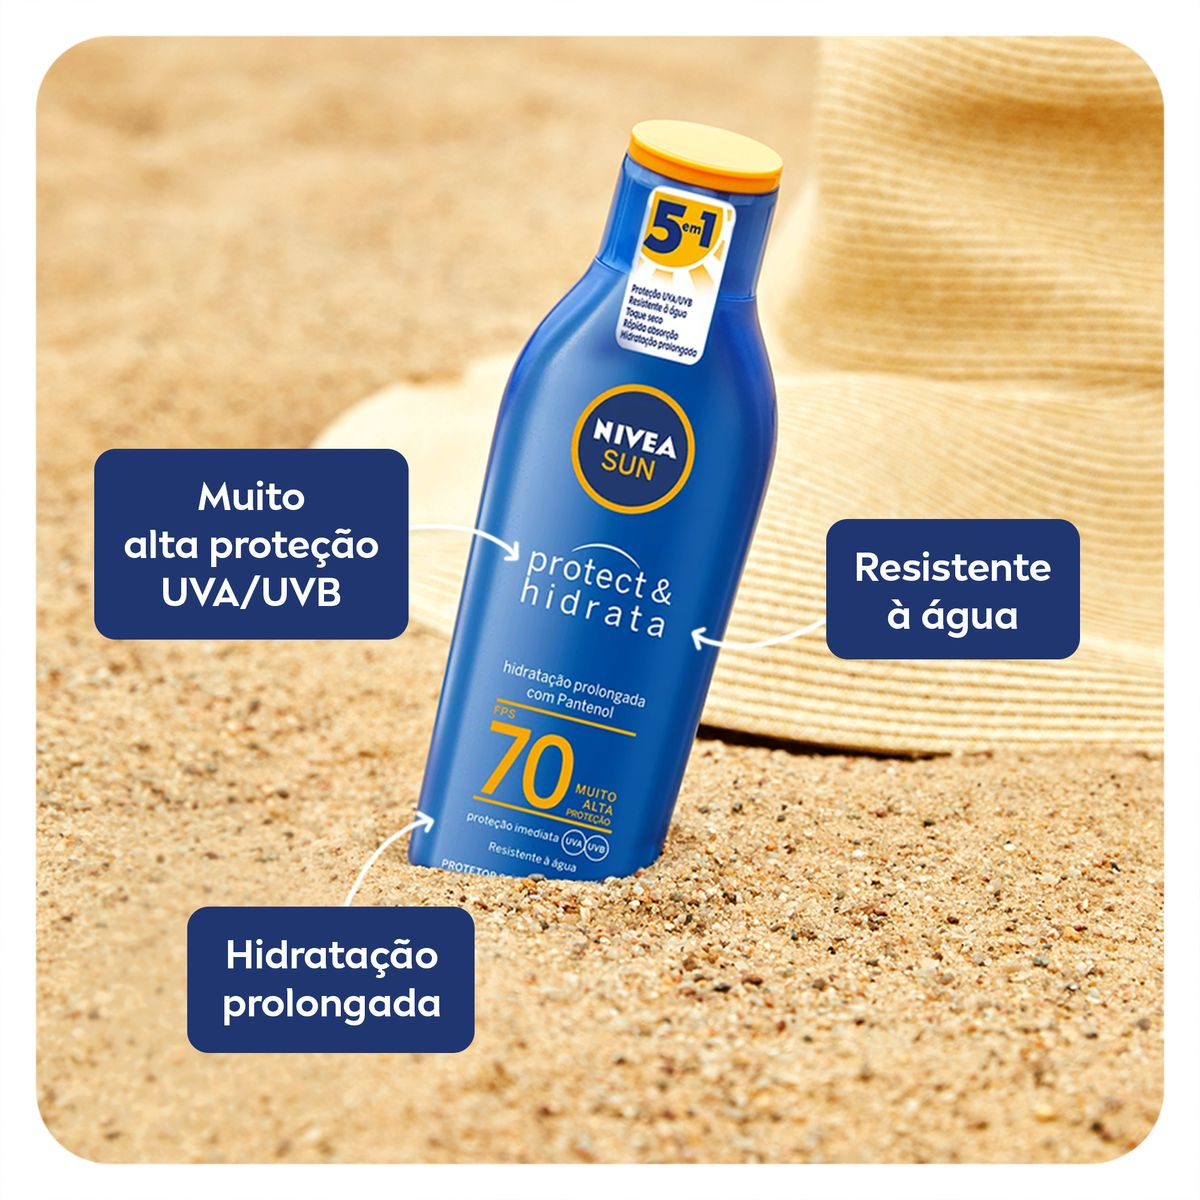 5em1
Proteção UVA/UVB
Resistente à água
Toque seco
Rápida absorção
Hidratação prolongada
NIVEA
SUN
Muito
alta proteção
UVA/UVB
protect &
hidrata
Resistente
à água
hidratação prolongada
com Pantenol
FPS
70
MUITO
ALTA
PROTEÇÃO
proteção imediata UVA UVB
Resistente à água
Hidratação
prolongada